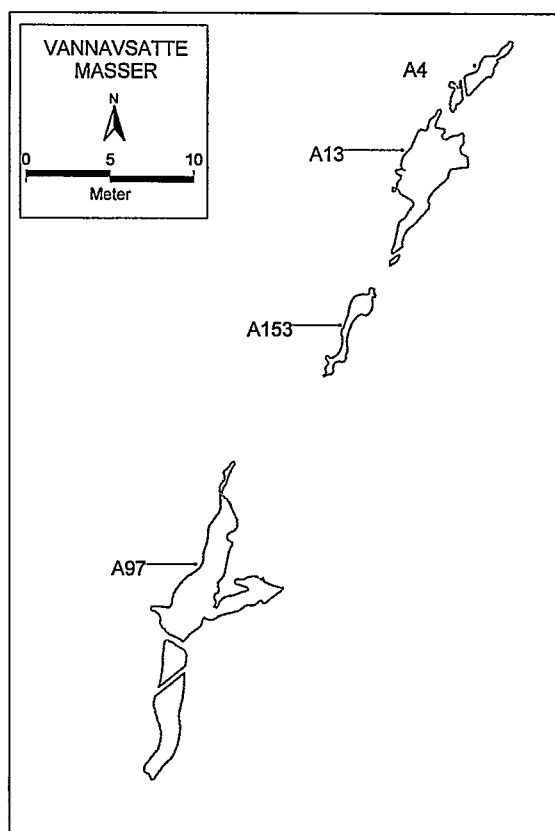 VANNAVSATTE
MASSER
N
0 5 10
Meter
A4
A13
A153
A97